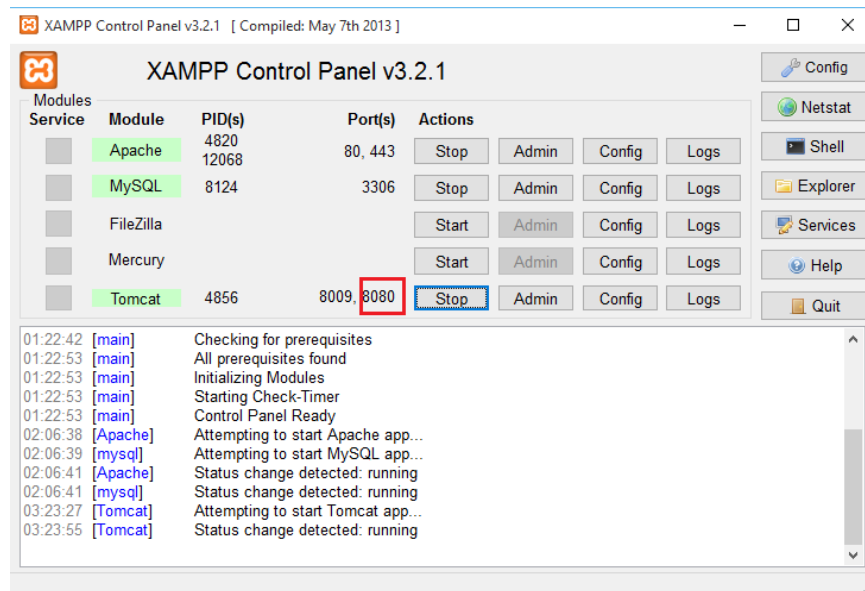 XAMPP Control Panel v3.2.1 [ Compiled: May 7th 2013 ]
XAMPP Control Panel v3.2.1
Config
Modules
Service Module PID(s) Port(s) Actions
Netstat
Apache 4820 12068 80, 443 Stop Admin Config Logs
Shell
MySQL 8124 3306 Stop Admin Config Logs
Explorer
FileZilla Start Admin Config Logs
Services
Mercury Start Admin Config Logs
Help
Tomcat 4856 8009, 8080 Stop Admin Config Logs
Quit
01:22:42 [main] Checking for prerequisites
01:22:53 [main] All prerequisites found
01:22:53 [main] Initializing Modules
01:22:53 [main] Starting Check-Timer
01:22:53 [main] Control Panel Ready
02:06:38 [Apache] Attempting to start Apache app...
02:06:39 [mysql] Attempting to start MySQL app...
02:06:41 [Apache] Status change detected: running
02:06:41 [mysql] Status change detected: running
03:23:27 [Tomcat] Attempting to start Tomcat app...
03:23:55 [Tomcat] Status change detected: running